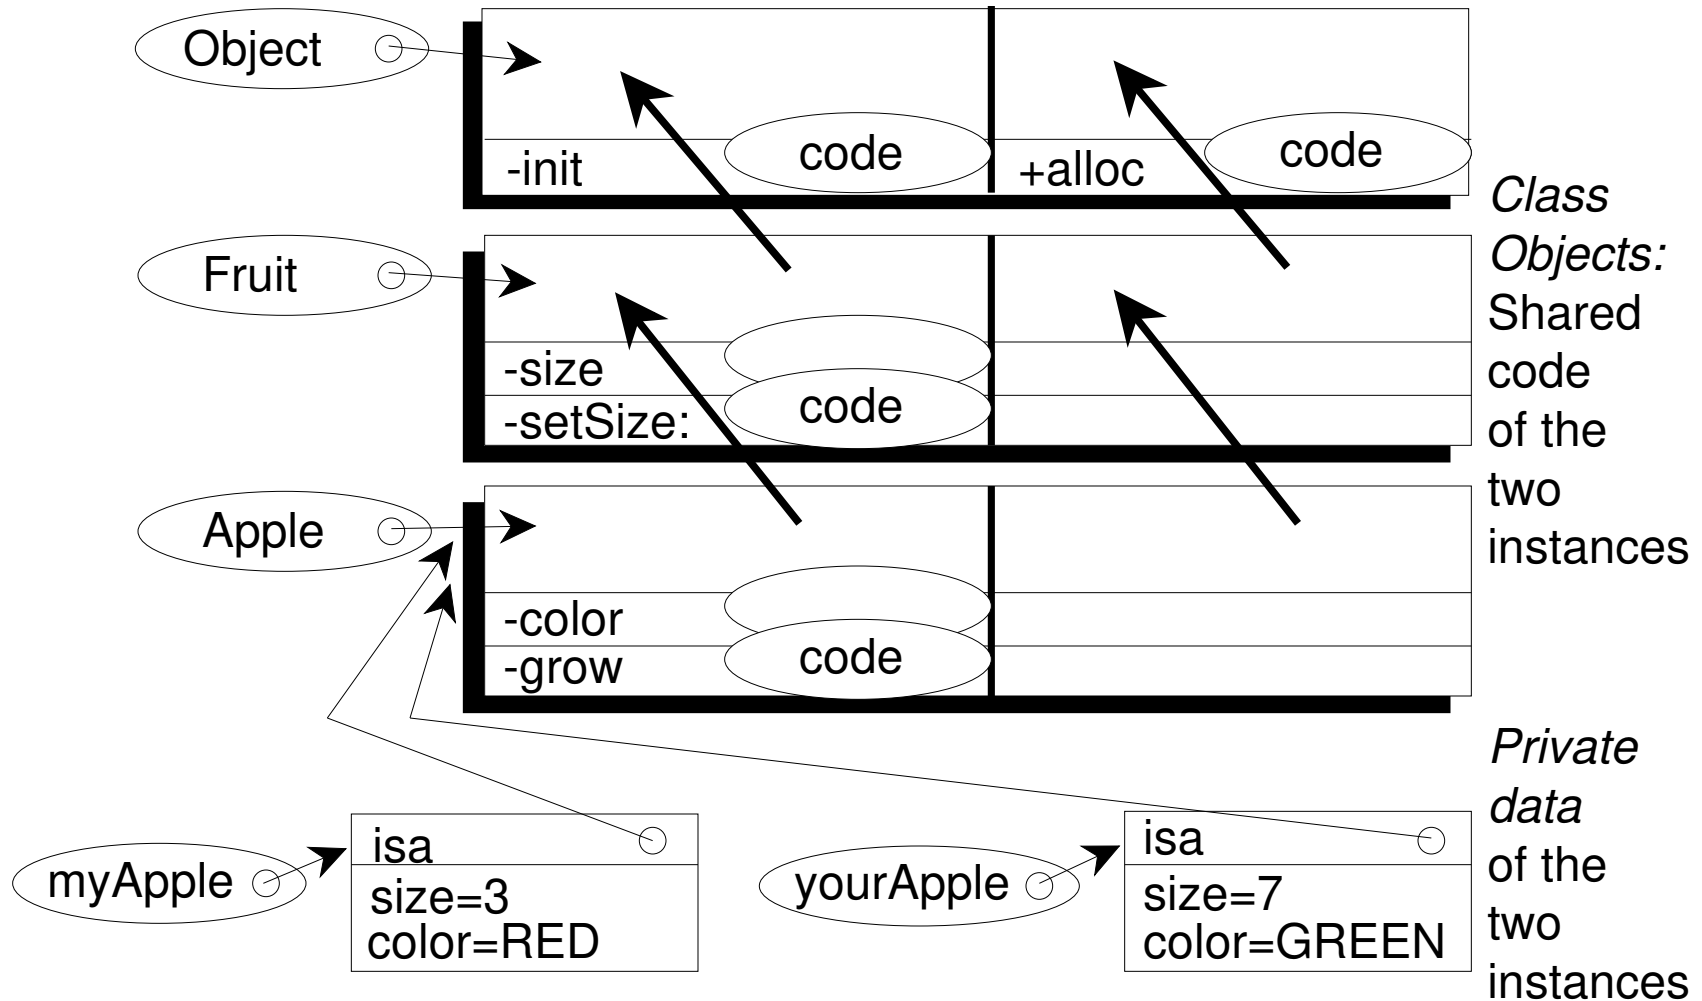 Object
code
code
-init
+alloc
Class
Objects:
Shared
code
of the
two
instances
Fruit
-size
-setSize:
code
Apple
-color
-grow
code
Private
data
of the
two
instances
myApple
isa
size=3
color=RED
yourApple
isa
size=7
color=GREEN